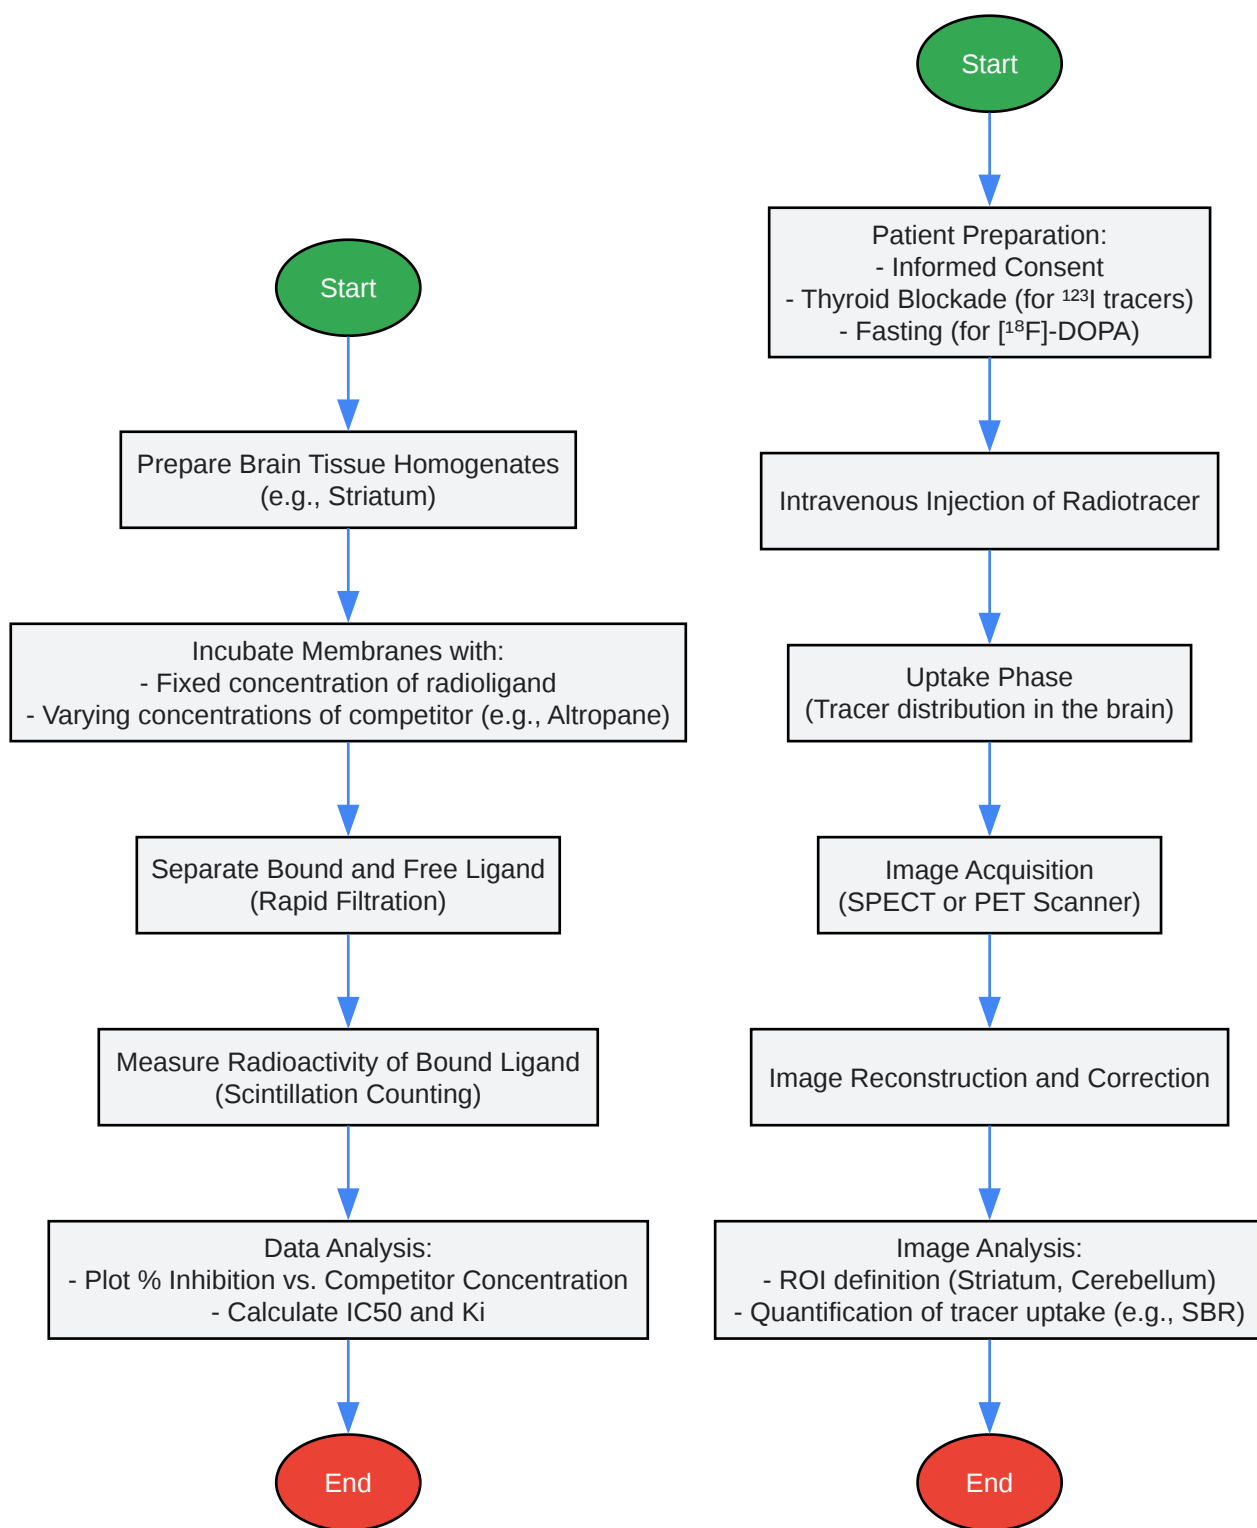 Start
Prepare Brain Tissue Homogenates
(e.g., Striatum)
Incubate Membranes with:
- Fixed concentration of radioligand
- Varying concentrations of competitor (e.g., Altropane)
Separate Bound and Free Ligand
(Rapid Filtration)
Measure Radioactivity of Bound Ligand
(Scintillation Counting)
Data Analysis:
- Plot % Inhibition vs. Competitor Concentration
- Calculate IC50 and Ki
End
Start
Patient Preparation:
- Informed Consent
- Thyroid Blockade (for ¹²³I tracers)
- Fasting (for [¹⁸F]-DOPA)
Intravenous Injection of Radiotracer
Uptake Phase
(Tracer distribution in the brain)
Image Acquisition
(SPECT or PET Scanner)
Image Reconstruction and Correction
Image Analysis:
- ROI definition (Striatum, Cerebellum)
- Quantification of tracer uptake (e.g., SBR)
End